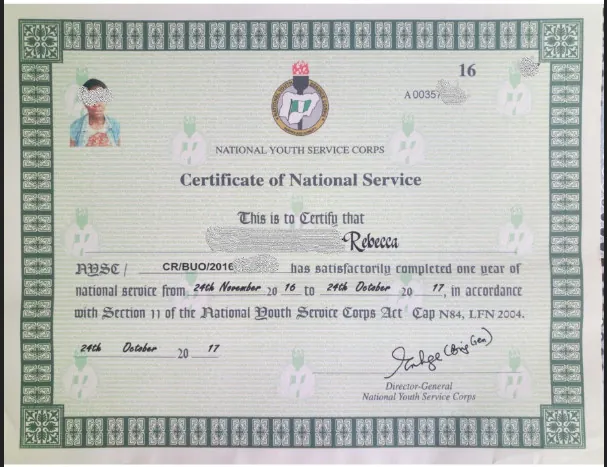 16
A 00357
NATIONAL YOUTH SERVICE CORPS
Certificate of National Service
This is to Certify that
Rebecca
NYSC / CR/BUO/2016 has satisfactorily completed one year of
national service from 24th November 20 16 to 24th October 20 17, in accordance
with Section 11 of the National Youth Service Corps Act Cap N84, LFN 2004.
24th October 20 17
(Brig Gen)
Director-General
National Youth Service Corps